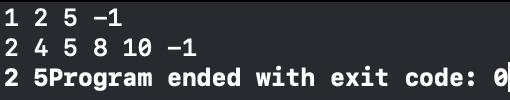 1 2 5 -1
2 4 5 8 10 -1
2 5Program ended with exit code: 0